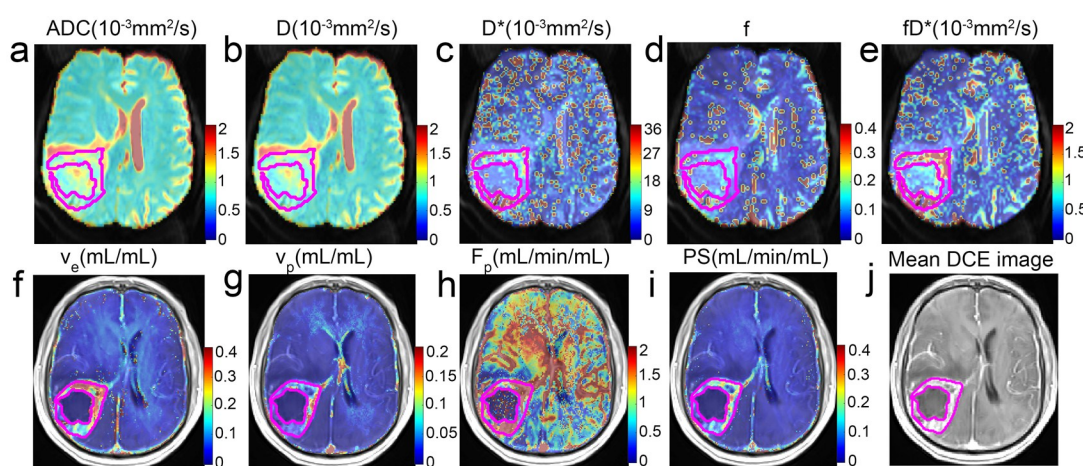 ADC(10⁻³mm²/s) D(10⁻³mm²/s) D*(10⁻³mm²/s) f fD*(10⁻³mm²/s)
a b c d e
2 2 36 0.4 2
1.5 1.5 27 0.3 1.5
1 1 18 0.2 1
0.5 0.5 9 0.1 0.5
0 0 0 0 0
vₑ(mL/mL) vₚ(mL/mL) Fₚ(mL/min/mL) PS(mL/min/mL) Mean DCE image
f g h i j
0.4 0.2 2 0.4
0.3 0.15 1.5 0.3
0.2 0.1 1 0.2
0.1 0.05 0.5 0.1
0 0 0 0